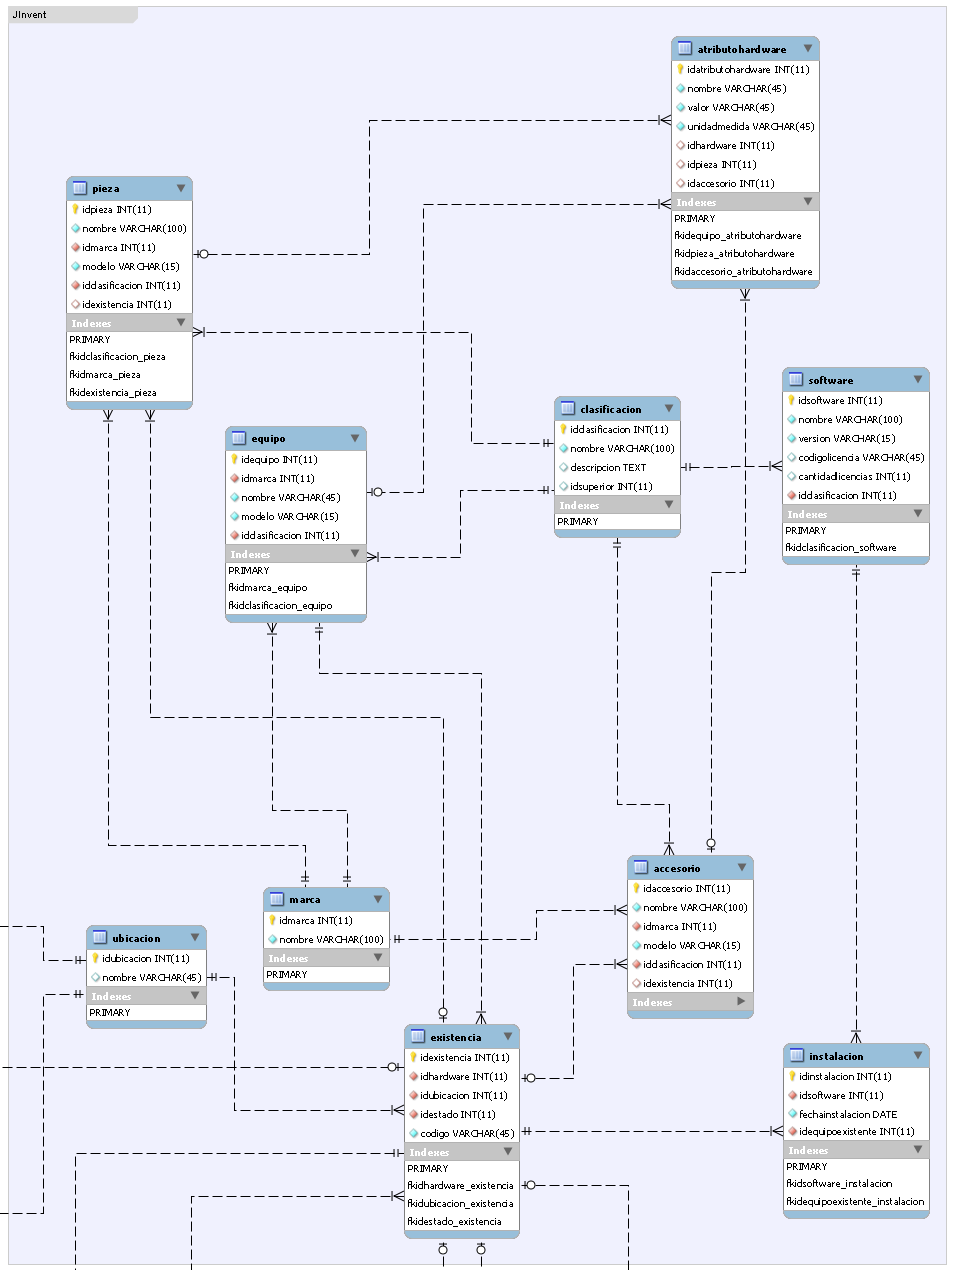 JInvent
atributohardware
idatributohardware INT(11)
nombre VARCHAR(45)
valor VARCHAR(45)
unidadmedida VARCHAR(45)
idhardware INT(11)
idpieza INT(11)
idaccesorio INT(11)
Indexes
PRIMARY
fkidequipo_atributohardware
fkidpieza_atributohardware
fkidaccesorio_atributohardware
pieza
idpieza INT(11)
nombre VARCHAR(100)
idmarca INT(11)
modelo VARCHAR(15)
idclasificacion INT(11)
idexistencia INT(11)
Indexes
PRIMARY
fkidclasificacion_pieza
fkidmarca_pieza
fkidexistencia_pieza
software
idsoftware INT(11)
nombre VARCHAR(100)
version VARCHAR(15)
codigolicencia VARCHAR(45)
cantidadlicencias INT(11)
idclasificacion INT(11)
Indexes
PRIMARY
fkidclasificacion_software
clasificacion
idclasificacion INT(11)
nombre VARCHAR(100)
descripcion TEXT
idsuperior INT(11)
Indexes
PRIMARY
equipo
idequipo INT(11)
idmarca INT(11)
nombre VARCHAR(45)
modelo VARCHAR(15)
idclasificacion INT(11)
Indexes
PRIMARY
fkidmarca_equipo
fkidclasificacion_equipo
accesorio
idaccesorio INT(11)
nombre VARCHAR(100)
idmarca INT(11)
modelo VARCHAR(15)
idclasificacion INT(11)
idexistencia INT(11)
Indexes
marca
idmarca INT(11)
nombre VARCHAR(100)
Indexes
PRIMARY
ubicacion
idubicacion INT(11)
nombre VARCHAR(45)
Indexes
PRIMARY
existencia
idexistencia INT(11)
idhardware INT(11)
idubicacion INT(11)
idestado INT(11)
codigo VARCHAR(45)
Indexes
PRIMARY
fkidhardware_existencia
fkidubicacion_existencia
fkidestado_existencia
instalacion
idinstalacion INT(11)
idsoftware INT(11)
fechainstalacion DATE
idequipoexistente INT(11)
Indexes
PRIMARY
fkidsoftware_instalacion
fkidequipoexistente_instalacion